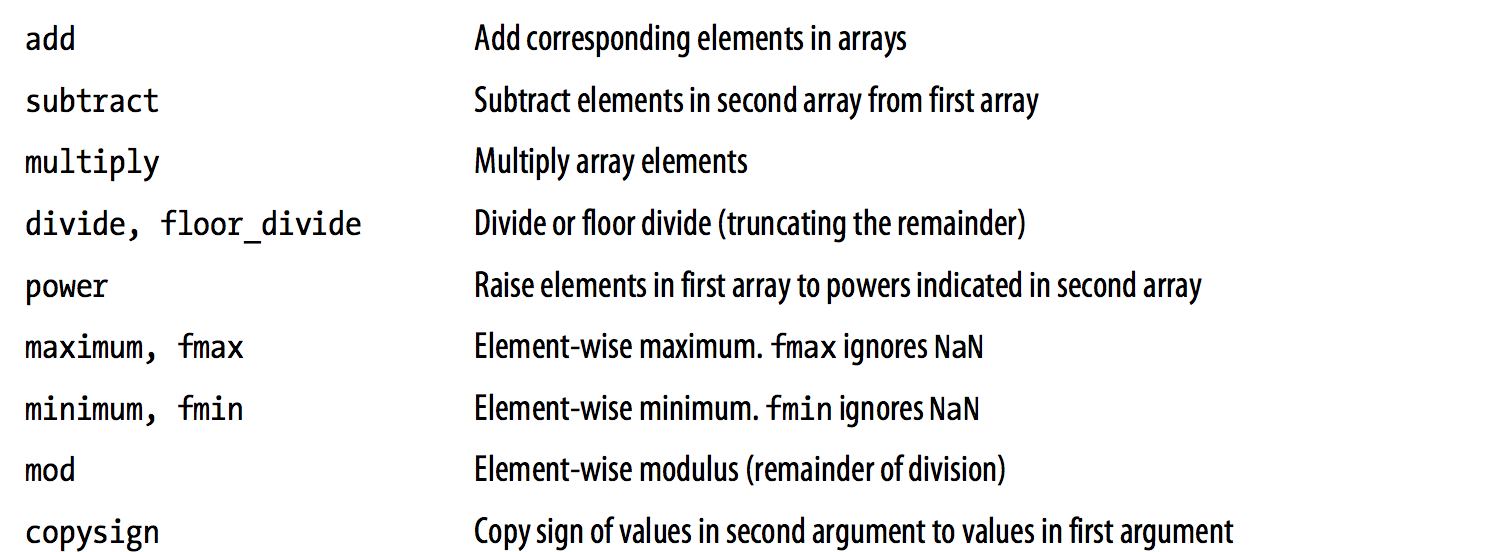 add Add corresponding elements in arrays
subtract Subtract elements in second array from first array
multiply Multiply array elements
divide, floor_divide Divide or floor divide (truncating the remainder)
power Raise elements in first array to powers indicated in second array
maximum, fmax Element-wise maximum. fmax ignores NaN
minimum, fmin Element-wise minimum. fmin ignores NaN
mod Element-wise modulus (remainder of division)
copysign Copy sign of values in second argument to values in first argument